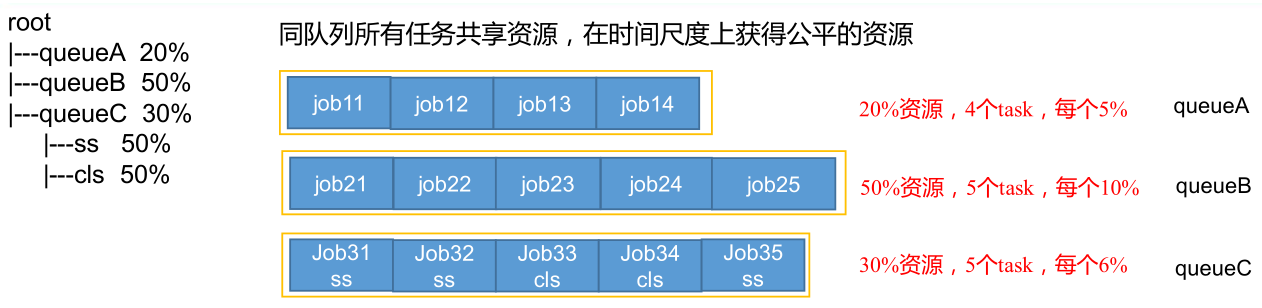 root
|---queueA 20%
|---queueB 50%
|---queueC 30%
|---ss 50%
|---cls 50%
同队列所有任务共享资源，在时间尺度上获得公平的资源
job11 job12 job13 job14
20%资源，4个task，每个5% queueA
job21 job22 job23 job24 job25
50%资源，5个task，每个10% queueB
Job31 Job32 Job33 Job34 Job35
ss ss cls cls ss
30%资源，5个task，每个6% queueC